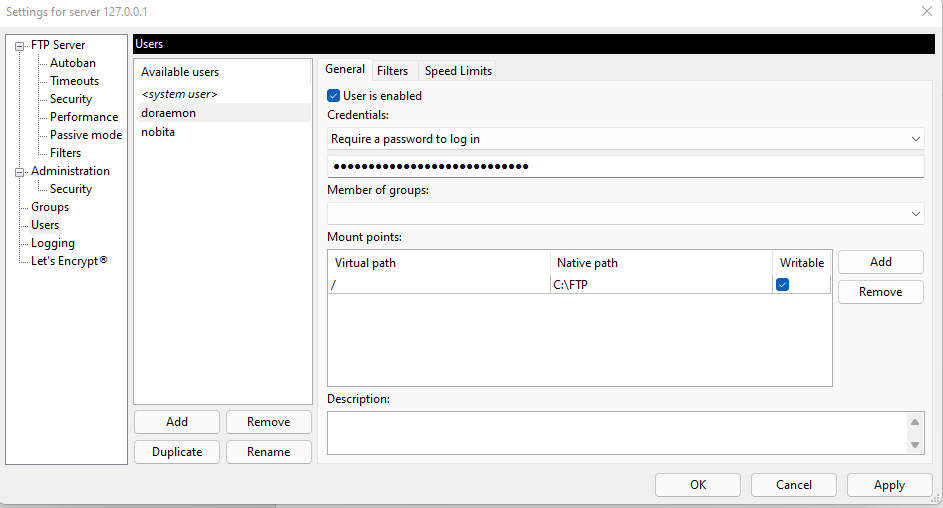 Settings for server 127.0.0.1
FTP Server
Autoban
Timeouts
Security
Performance
Passive mode
Filters
Administration
Security
Groups
Users
Logging
Let's Encrypt®
Users
Available users
<system user>
doraemon
nobita
Add
Remove
Duplicate
Rename
General
Filters
Speed Limits
User is enabled
Credentials:
Require a password to log in
••••••••••••••••••••••••••••
Member of groups:
Mount points:
Virtual path
Native path
Writable
/
C:\FTP
Add
Remove
Description:
OK
Cancel
Apply